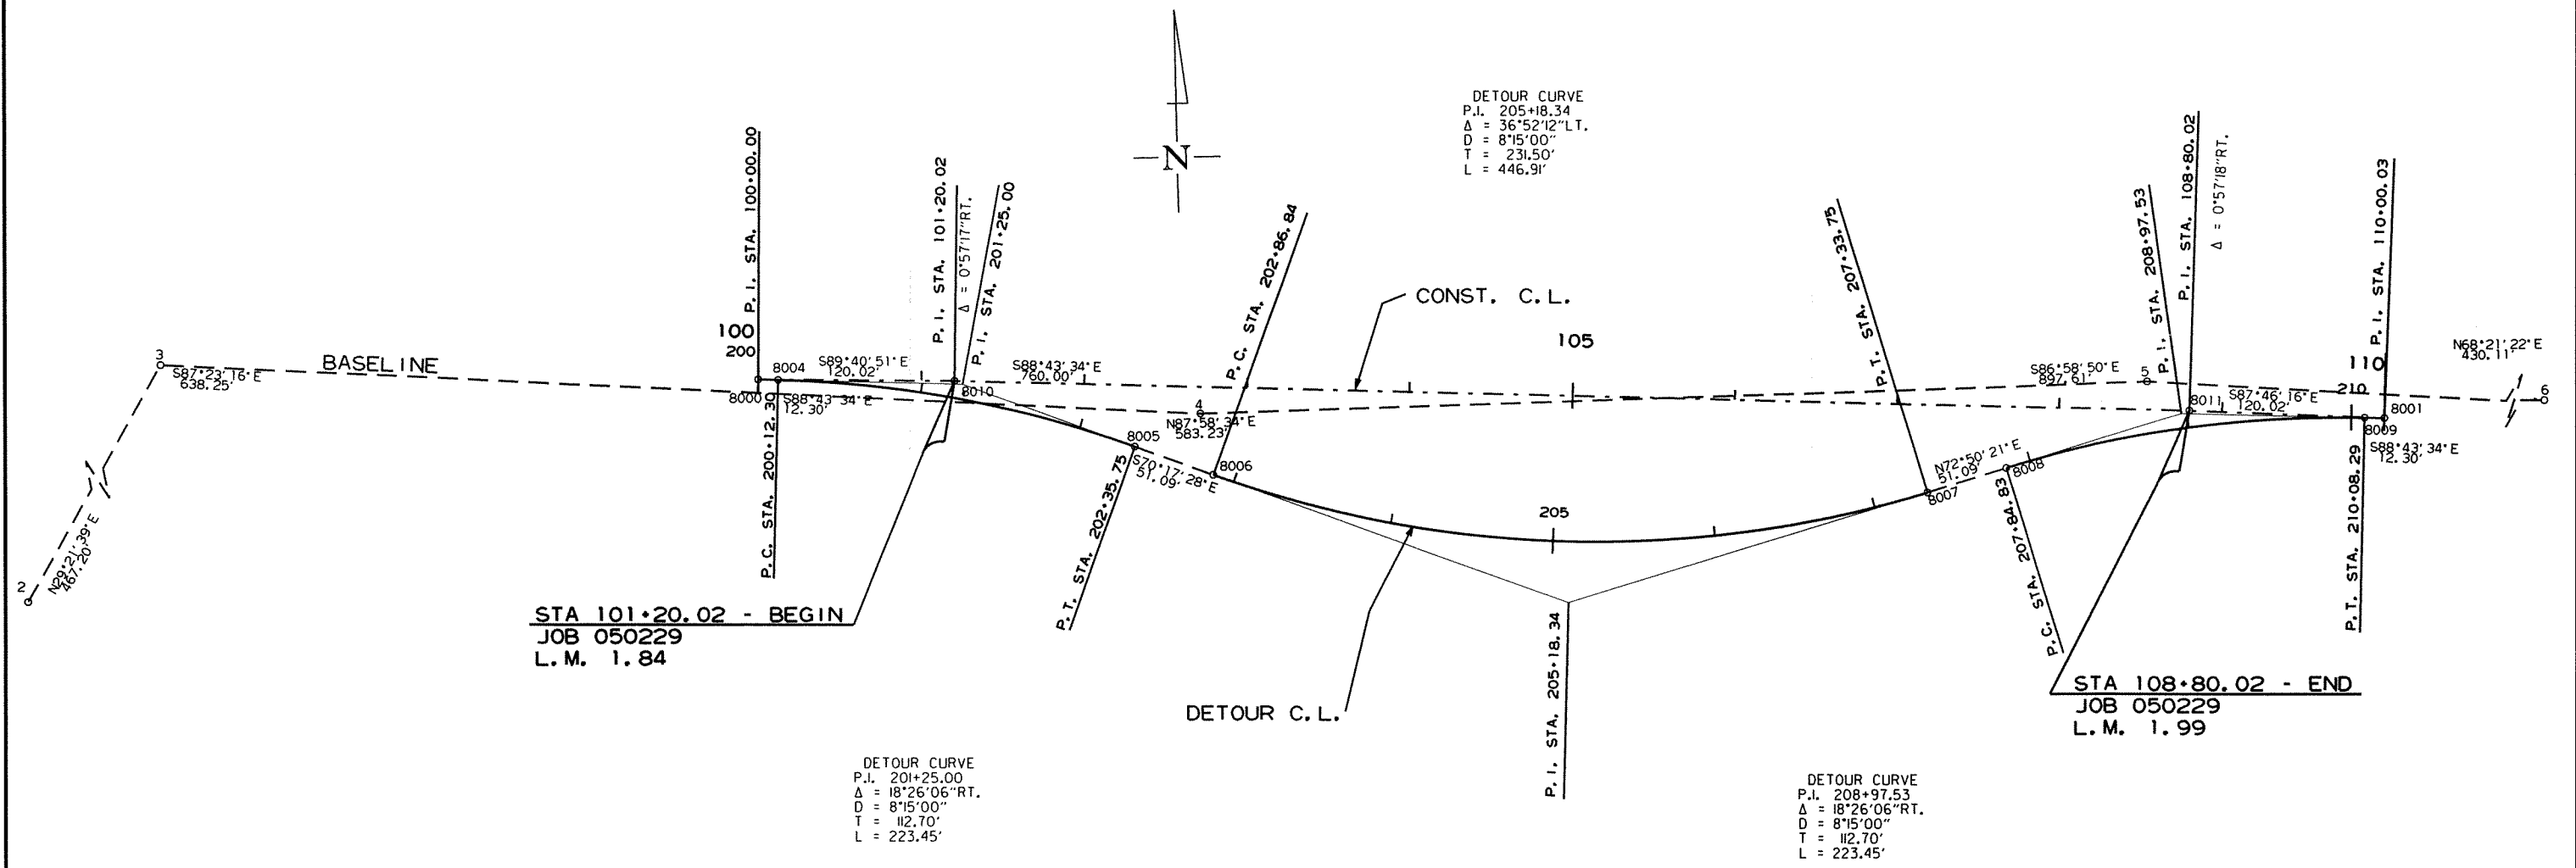 N
DETOUR CURVE
P.I. 205+18.34
Δ = 36°52'12"LT.
D = 8°15'00"
T = 231.50'
L = 446.91'
P.I. STA. 100+00.00
P.I. STA. 101+20.02
Δ = 0°57'17"RT.
P.I. STA. 201+25.00
P.C. STA. 202+86.84
P.T. STA. 207+33.75
P.I. STA. 208+97.53
P.I. STA. 108+80.02
Δ = 0°57'18"RT.
P.I. STA. 110+00.03
CONST. C.L.
100
200
105
110
210
3
BASELINE
S87°23'16"E
638.25'
8004
S89°40'51"E
120.02'
S88°43'34"E
760.00'
8000
S88°43'34"E
12.30'
8010
4
N87°58'34"E
583.23'
S86°58'50"E
897.61'
5
8011
S87°46'16"E
120.02'
8001
8009
S88°43'34"E
12.30'
N68°21'22"E
430.11'
6
8005
S70°17'28"E
51.09'
8006
205
8007
N72°50'21"E
51.09'
8008
2
N29°21'39"E
467.20'
P.C. STA. 200+12.30
P.T. STA. 202+35.75
P.I. STA. 205+18.34
P.C. STA. 207+84.83
P.T. STA. 210+08.29
STA 101+20.02 - BEGIN
JOB 050229
L.M. 1.84
DETOUR C.L.
STA 108+80.02 - END
JOB 050229
L.M. 1.99
DETOUR CURVE
P.I. 201+25.00
Δ = 18°26'06"RT.
D = 8°15'00"
T = 112.70'
L = 223.45'
DETOUR CURVE
P.I. 208+97.53
Δ = 18°26'06"RT.
D = 8°15'00"
T = 112.70'
L = 223.45'